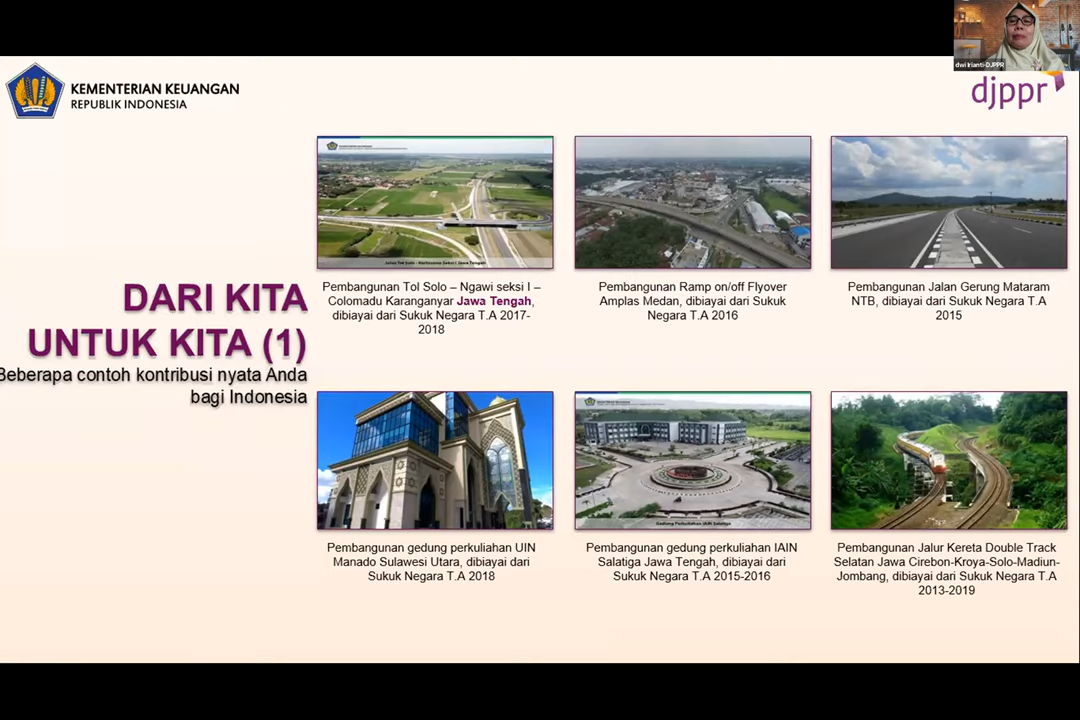 dwi Irianti-DJPPR
KEMENTERIAN KEUANGAN
REPUBLIK INDONESIA
djppr
DARI KITA
UNTUK KITA (1)
Beberapa contoh kontribusi nyata Anda
bagi Indonesia
Pembangunan Tol Solo – Ngawi seksi I –
Colomadu Karanganyar Jawa Tengah,
dibiayai dari Sukuk Negara T.A 2017-
2018
Pembangunan Ramp on/off Flyover
Amplas Medan, dibiayai dari Sukuk
Negara T.A 2016
Pembangunan Jalan Gerung Mataram
NTB, dibiayai dari Sukuk Negara T.A
2015
Pembangunan gedung perkuliahan UIN
Manado Sulawesi Utara, dibiayai dari
Sukuk Negara T.A 2018
Gedung Perkuliahan IAIN Salatiga
Pembangunan gedung perkuliahan IAIN
Salatiga Jawa Tengah, dibiayai dari
Sukuk Negara T.A 2015-2016
Pembangunan Jalur Kereta Double Track
Selatan Jawa Cirebon-Kroya-Solo-Madiun-
Jombang, dibiayai dari Sukuk Negara T.A
2013-2019